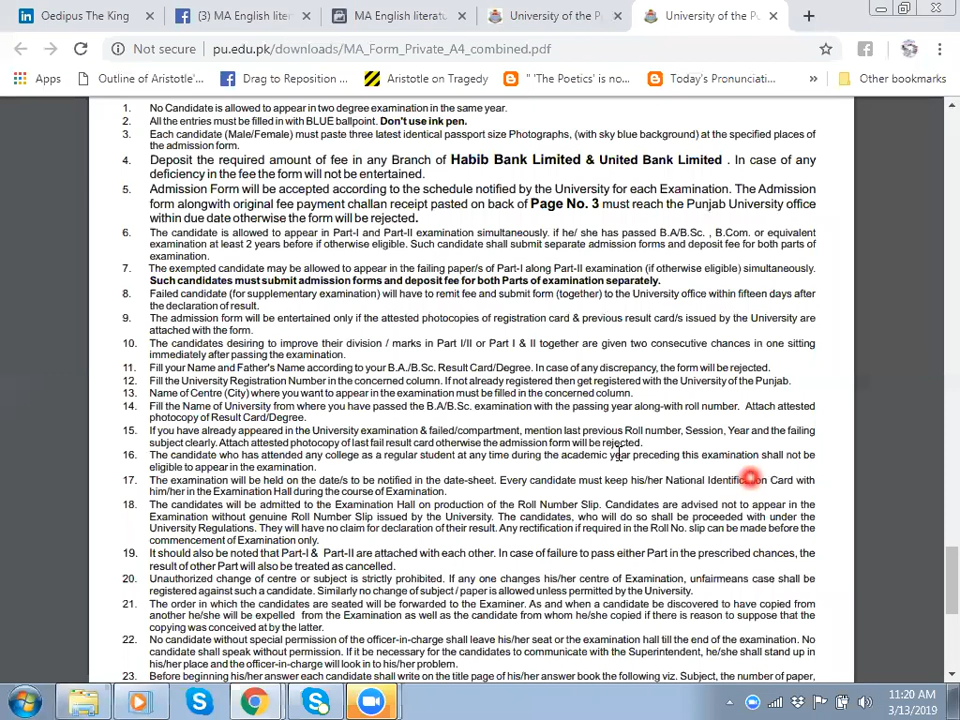 Oedipus The King
(3) MA English liter
MA English literatu
University of the P
University of the Pu
Not secure
pu.edu.pk/downloads/MA_Form_Private_A4_combined.pdf
Apps
Outline of Aristotle'...
Drag to Reposition ...
Aristotle on Tragedy
" 'The Poetics' is no...
Today's Pronunciati...
»
Other bookmarks
1. No Candidate is allowed to appear in two degree examination in the same year.
2. All the entries must be filled in with BLUE ballpoint. Don't use ink pen.
3. Each candidate (Male/Female) must paste three latest identical passport size Photographs, (with sky blue background) at the specified places of
the admission form.
4. Deposit the required amount of fee in any Branch of Habib Bank Limited & United Bank Limited . In case of any
deficiency in the fee the form will not be entertained.
5. Admission Form will be accepted according to the schedule notified by the University for each Examination. The Admission
form alongwith original fee payment challan receipt pasted on back of Page No. 3 must reach the Punjab University office
within due date otherwise the form will be rejected.
6. The candidate is allowed to appear in Part-I and Part-II examination simultaneously. if he/ she has passed B.A/B.Sc. , B.Com. or equivalent
examination at least 2 years before if otherwise eligible. Such candidate shall submit separate admission forms and deposit fee for both parts of
examination.
7. The exempted candidate may be allowed to appear in the failing paper/s of Part-I along Part-II examination (if otherwise eligible) simultaneously.
Such candidates must submit admission forms and deposit fee for both Parts of examination separately.
8. Failed candidate (for supplementary examination) will have to remit fee and submit form (together) to the University office within fifteen days after
the declaration of result.
9. The admission form will be entertained only if the attested photocopies of registration card & previous result card/s issued by the University are
attached with the form.
10. The candidates desiring to improve their division / marks in Part I/II or Part I & II together are given two consecutive chances in one sitting
immediately after passing the examination.
11. Fill your Name and Father's Name according to your B.A./B.Sc. Result Card/Degree. In case of any discrepancy, the form will be rejected.
12. Fill the University Registration Number in the concerned column. If not already registered then get registered with the University of the Punjab.
13. Name of Centre (City) where you want to appear in the examination must be filled in the concerned column.
14. Fill the Name of University from where you have passed the B.A/B.Sc. examination with the passing year along-with roll number. Attach attested
photocopy of Result Card/Degree.
15. If you have already appeared in the University examination & failed/compartment, mention last previous Roll number, Session, Year and the failing
subject clearly. Attach attested photocopy of last fail result card otherwise the admission form will be rejected.
16. The candidate who has attended any college as a regular student at any time during the academic year preceding this examination shall not be
eligible to appear in the examination.
17. The examination will be held on the date/s to be notified in the date-sheet. Every candidate must keep his/her National Identification Card with
him/her in the Examination Hall during the course of Examination.
18. The candidates will be admitted to the Examination Hall on production of the Roll Number Slip. Candidates are advised not to appear in the
Examination without genuine Roll Number Slip issued by the University. The candidates, who will do so shall be proceeded with under the
University Regulations. They will have no claim for declaration of their result. Any rectification if required in the Roll No. slip can be made before the
commencement of Examination only.
19. It should also be noted that Part-I & Part-II are attached with each other. In case of failure to pass either Part in the prescribed chances, the
result of other Part will also be treated as cancelled.
20. Unauthorized change of centre or subject is strictly prohibited. If any one changes his/her centre of Examination, unfairmeans case shall be
registered against such a candidate. Similarly no change of subject / paper is allowed unless permitted by the University.
21. The order in which the candidates are seated will be forwarded to the Examiner. As and when a candidate be discovered to have copied from
another he/she will be expelled from the Examination as well as the candidate from whom he/she copied if there is reason to suppose that the
copying was conceived at by the latter.
22. No candidate without special permission of the officer-in-charge shall leave his/her seat or the examination hall till the end of the examination. No
candidate shall speak without permission. If it be necessary for the candidates to communicate with the Superintendent, he/she shall stand up in
his/her place and the officer-in-charge will look in to his/her problem.
23. Before beginning his/her answer each candidate shall write on the title page of his/her answer book the following viz. Subject, the number of paper,
11:20 AM
3/13/2019